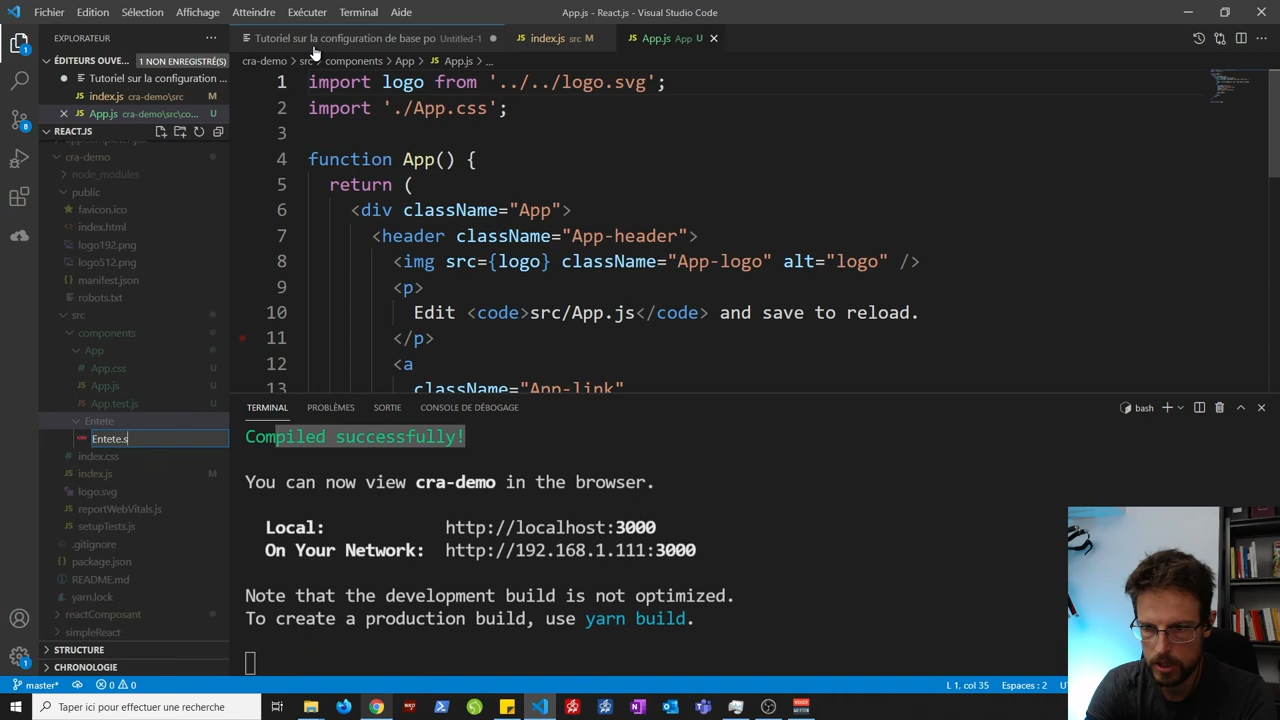 Fichier Edition Sélection Affichage Atteindre Exécuter Terminal Aide App.js - React.js - Visual Studio Code
EXPLORATEUR
Tutoriel sur la configuration de base po Untitled-1
index.js src M
App.js App U
ÉDITEURS OUVE... 1 NON ENREGISTRÉ(S)
Tutoriel sur la configuration ...
index.js cra-demo\src M
App.js cra-demo\src\co... U
REACT.JS
cra-demo
node_modules
public
favicon.ico
index.html
logo192.png
logo512.png
manifest.json
robots.txt
src
components
App
App.css U
App.js U
App.test.js U
Entete
Entete.s
index.css
index.js M
logo.svg
reportWebVitals.js
setupTests.js
.gitignore
package.json
README.md
yarn.lock
reactComposant
simpleReact
STRUCTURE
CHRONOLOGIE
cra-demo > src > components > App > App.js > ...
1 import logo from '../../logo.svg';
2 import './App.css';
3
4 function App() {
5 return (
6 <div className="App">
7 <header className="App-header">
8 <img src={logo} className="App-logo" alt="logo" />
9 <p>
10 Edit <code>src/App.js</code> and save to reload.
11 </p>
12 <a
13 className="App-link"
TERMINAL PROBLÈMES SORTIE CONSOLE DE DÉBOGAGE bash
Compiled successfully!
You can now view cra-demo in the browser.
Local: http://localhost:3000
On Your Network: http://192.168.1.111:3000
Note that the development build is not optimized.
To create a production build, use yarn build.
master* 0 0 L 1, col 35 Espaces : 2
Taper ici pour effectuer une recherche